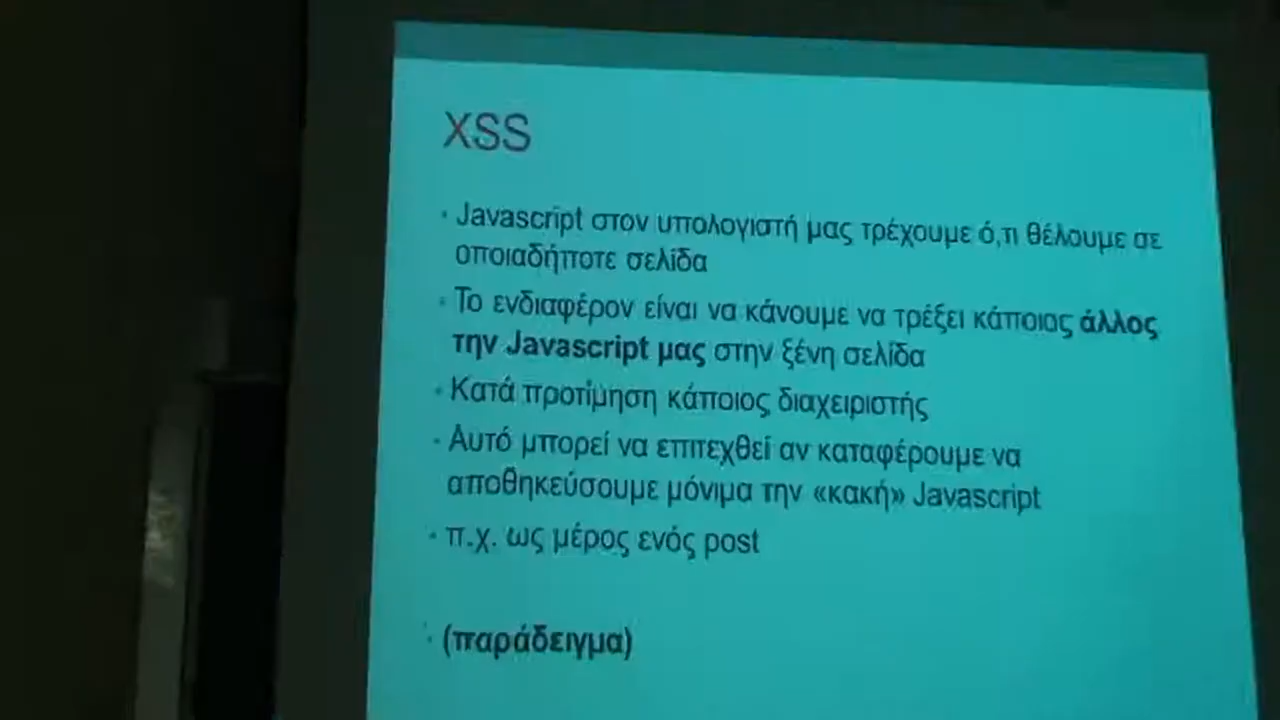 XSS
Javascript στον υπολογιστή μας τρέχουμε ό,τι θέλουμε σε
οποιαδήποτε σελίδα
Το ενδιαφέρον είναι να κάνουμε να τρέξει κάποιος άλλος
την Javascript μας στην ξένη σελίδα
Κατά προτίμηση κάποιος διαχειριστής
Αυτό μπορεί να επιτεχθεί αν καταφέρουμε να
αποθηκεύσουμε μόνιμα την «κακή» Javascript
π.χ. ως μέρος ενός post
(παράδειγμα)